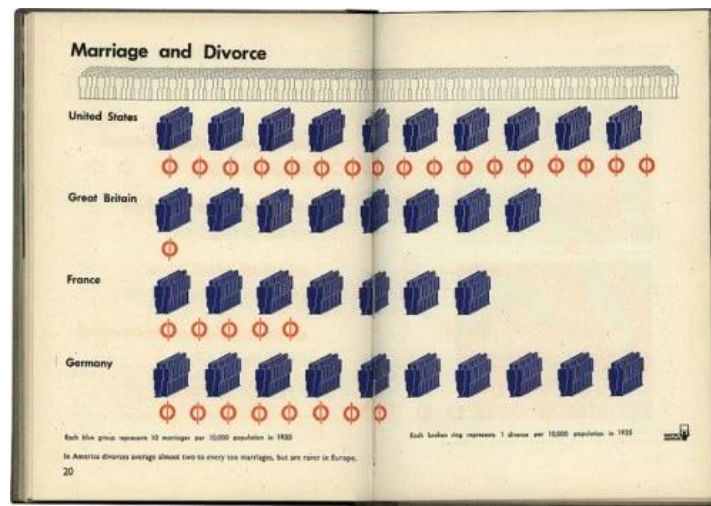 Marriage and Divorce
United States
Great Britain
France
Germany
Each blue group represents 10 marriages per 10,000 population in 1935
Each broken ring represents 1 divorce per 10,000 population in 1935
In America divorces average almost two to every ten marriages, but are rarer in Europe.
20